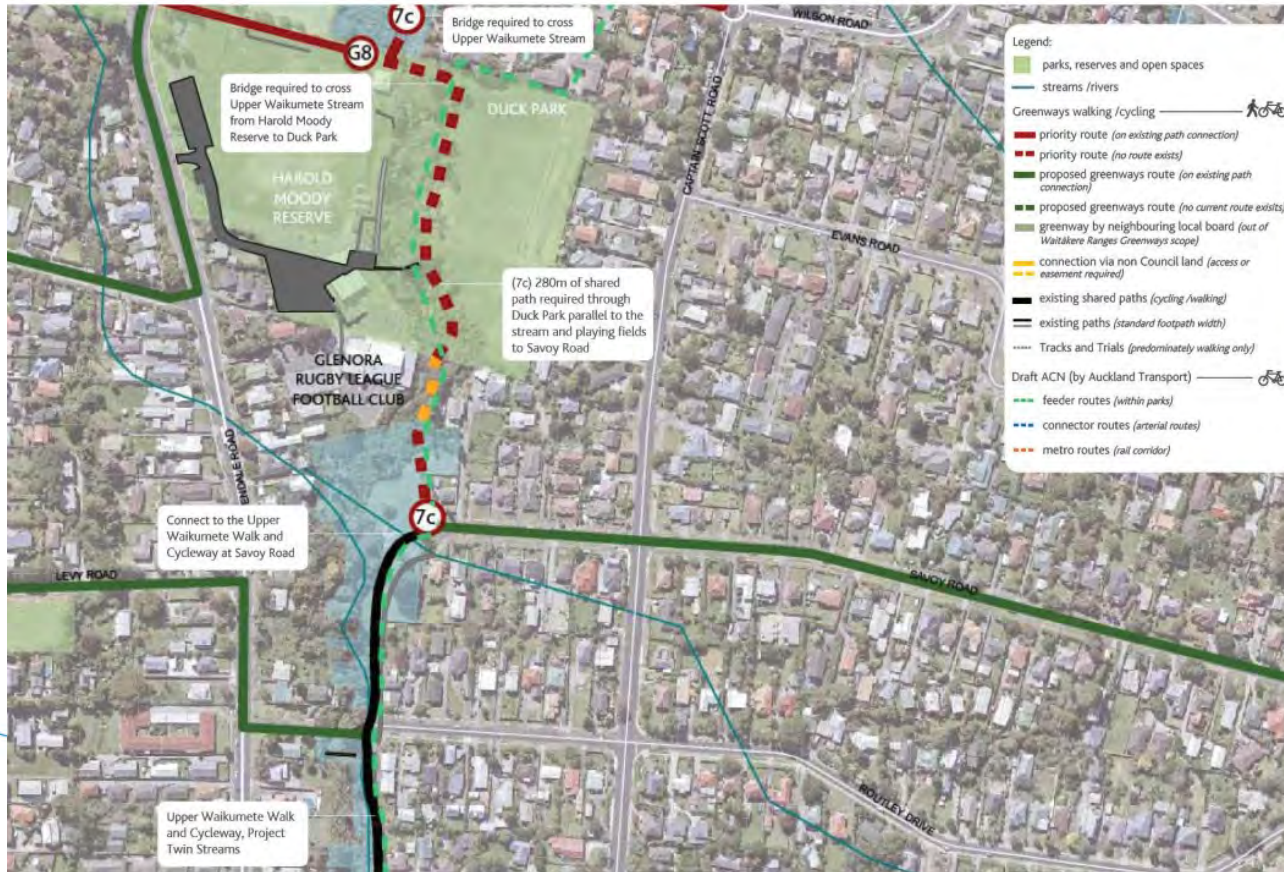 7c
Bridge required to cross
Upper Waikumete Stream
WILSON ROAD
G8
Bridge required to cross
Upper Waikumete Stream
from Harold Moody
Reserve to Duck Park
DUCK PARK
HAROLD
MOODY
RESERVE
CAPTAIN SCOTT ROAD
EVANS ROAD
(7c) 280m of shared
path required through
Duck Park parallel to the
stream and playing fields
to Savoy Road
GLENORA
RUGBY LEAGUE
FOOTBALL CLUB
ENDALE ROAD
7c
Connect to the Upper
Waikumete Walk and
Cycleway at Savoy Road
LEVY ROAD
SAVOY ROAD
ROUTLEY DRIVE
Upper Waikumete Walk
and Cycleway, Project
Twin Streams
Legend:
parks, reserves and open spaces
streams /rivers
Greenways walking /cycling
priority route (on existing path connection)
priority route (no route exists)
proposed greenways route (on existing path
connection)
proposed greenways route (no current route exisits)
greenway by neighbouring local board (out of
Waitākere Ranges Greenways scope)
connection via non Council land (access or
easement required)
existing shared paths (cycling /walking)
existing paths (standard footpath width)
Tracks and Trials (predominately walking only)
Draft ACN (by Auckland Transport)
feeder routes (within parks)
connector routes (arterial routes)
metro routes (rail corridor)